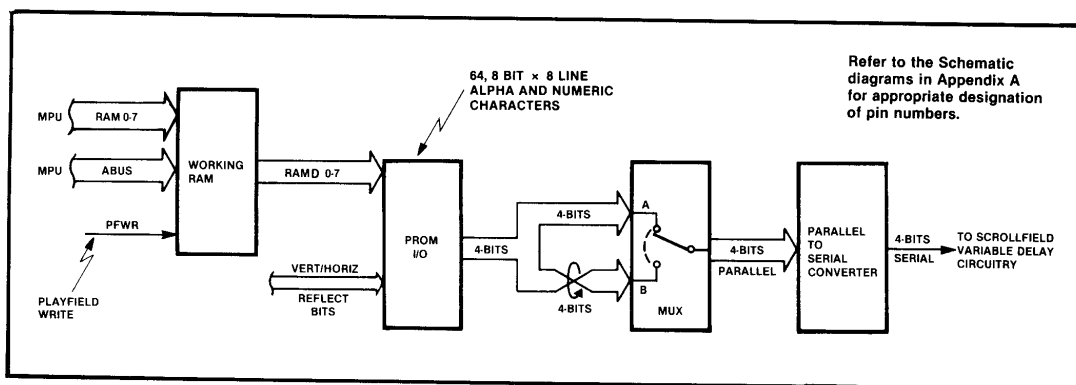 64, 8 BIT × 8 LINE
ALPHA AND NUMERIC
CHARACTERS
Refer to the Schematic
diagrams in Appendix A
for appropriate designation
of pin numbers.
MPU
RAM 0-7
MPU
ABUS
PFWR
PLAYFIELD
WRITE
WORKING
RAM
RAMD 0-7
VERT/HORIZ
REFLECT
BITS
PROM
I/O
4-BITS
4-BITS
4-BITS
A
B
MUX
4-BITS
PARALLEL
PARALLEL
TO
SERIAL
CONVERTER
4-BITS
SERIAL
TO SCROLLFIELD
VARIABLE DELAY
CIRCUITRY